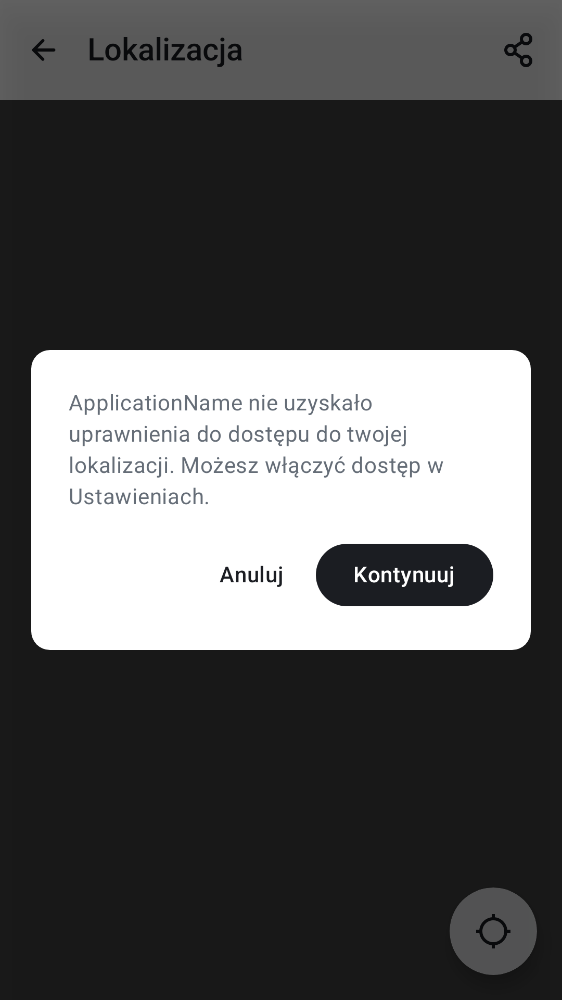 Lokalizacja
ApplicationName nie uzyskało
uprawnienia do dostępu do twojej
lokalizacji. Możesz włączyć dostęp w
Ustawieniach.
Anuluj
Kontynuuj